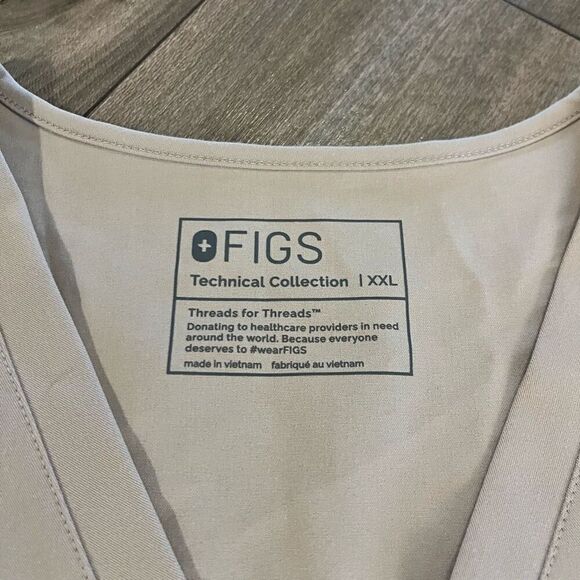 FIGS
Technical Collection | XXL
Threads for Threads™
Donating to healthcare providers in need
around the world. Because everyone
deserves to #wearFIGS
made in vietnam fabriqué au vietnam